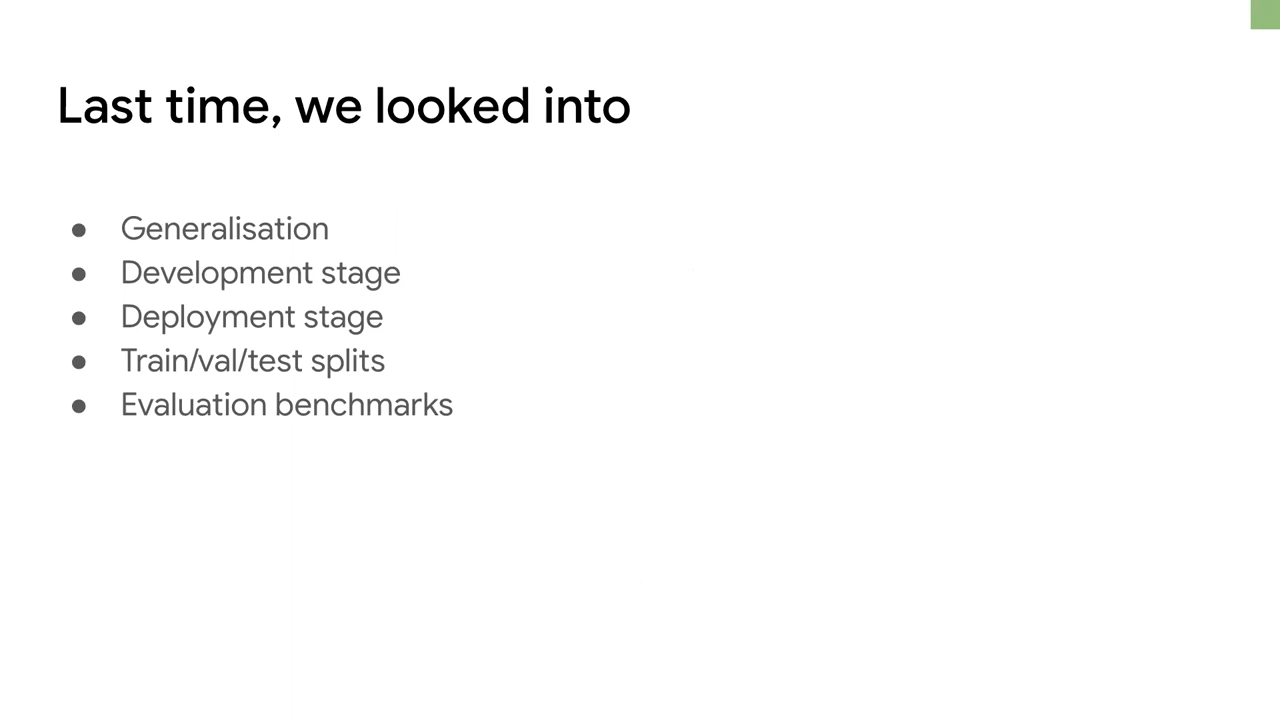 Last time, we looked into
● Generalisation
● Development stage
● Deployment stage
● Train/val/test splits
● Evaluation benchmarks